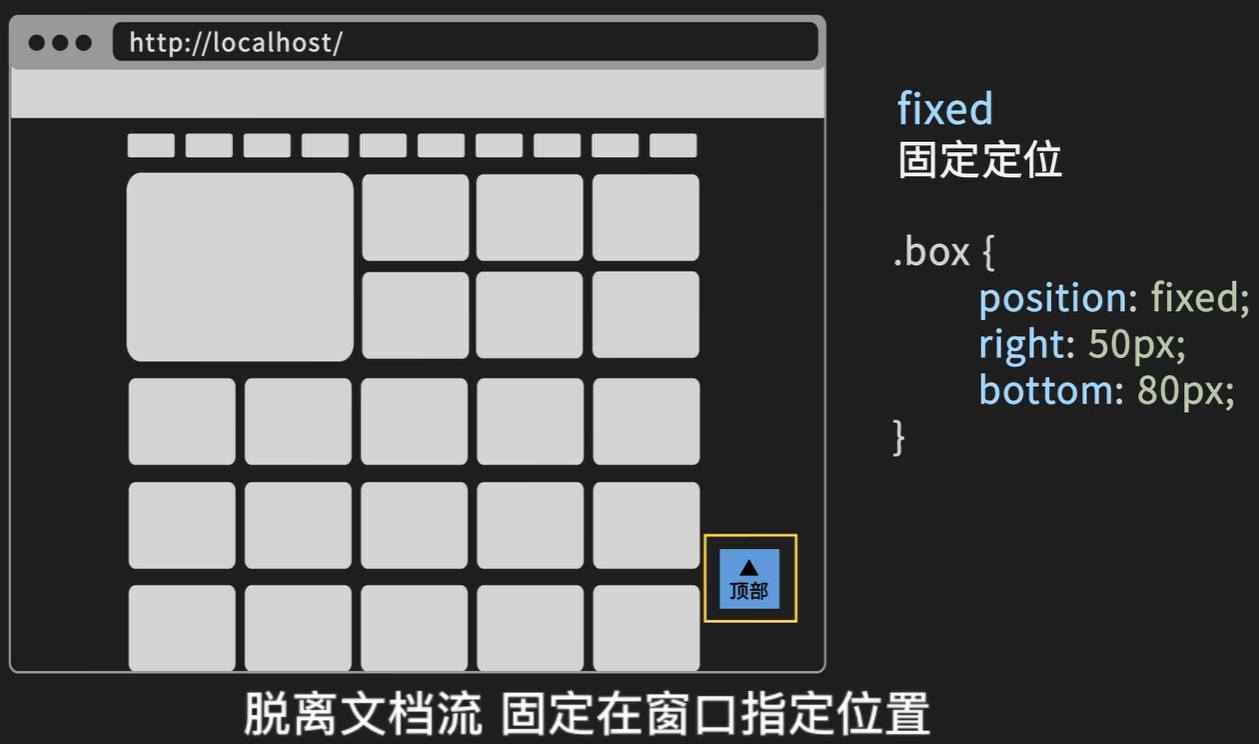 http://localhost/
fixed
固定定位
.box {
position: fixed;
right: 50px;
bottom: 80px;
}
顶部
脱离文档流 固定在窗口指定位置